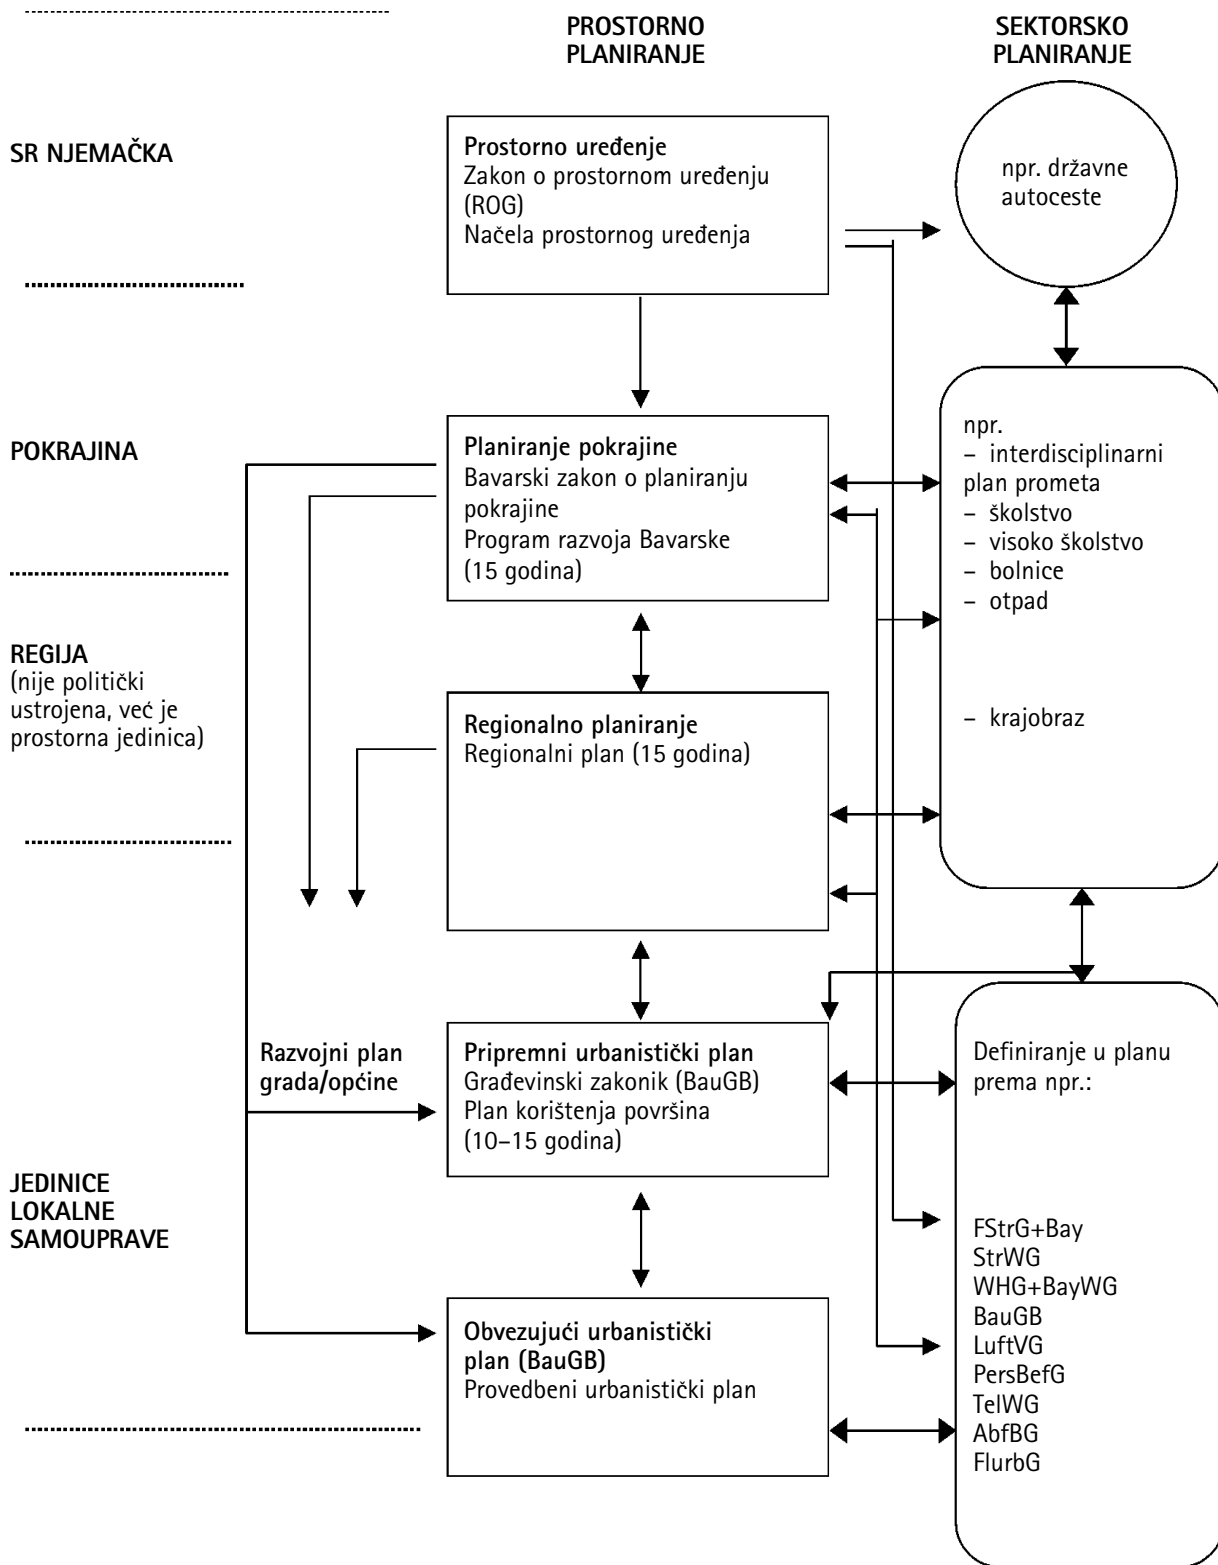 PROSTORNO
PLANIRANJE
SEKTORSKO
PLANIRANJE
SR NJEMAČKA
Prostorno uređenje
Zakon o prostornom uređenju
(ROG)
Načela prostornog uređenja
npr. državne
autoceste
POKRAJINA
Planiranje pokrajine
Bavarski zakon o planiranju
pokrajine
Program razvoja Bavarske
(15 godina)
npr.
– interdisciplinarni
plan prometa
– školstvo
– visoko školstvo
– bolnice
– otpad
– krajobraz
REGIJA
(nije politički
ustrojena, već je
prostorna jedinica)
Regionalno planiranje
Regionalni plan (15 godina)
Razvojni plan
grada/općine
Pripremni urbanistički plan
Građevinski zakonik (BauGB)
Plan korištenja površina
(10–15 godina)
Definiranje u planu
prema npr.:
JEDINICE
LOKALNE
SAMOUPRAVE
FStrG+Bay
StrWG
WHG+BayWG
BauGB
LuftVG
PersBefG
TelWG
AbfBG
FlurbG
Obvezujući urbanistički
plan (BauGB)
Provedbeni urbanistički plan